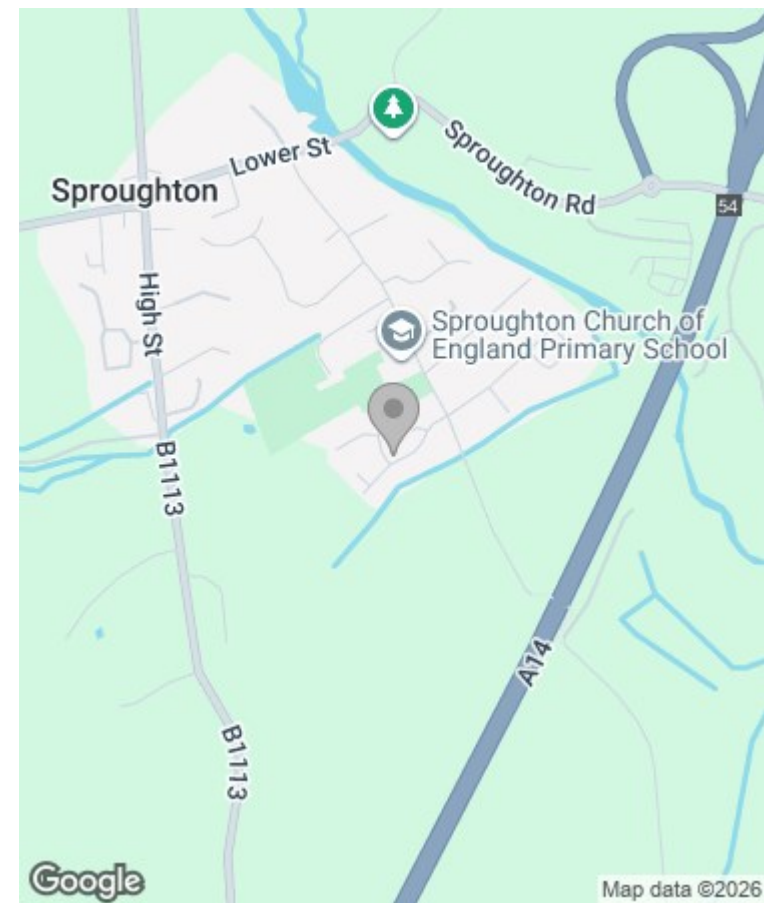 Lower St
Sproughton
Sproughton Rd
54
High St
Sproughton Church of
England Primary School
B1113
A14
B1113
Google
Map data ©2026